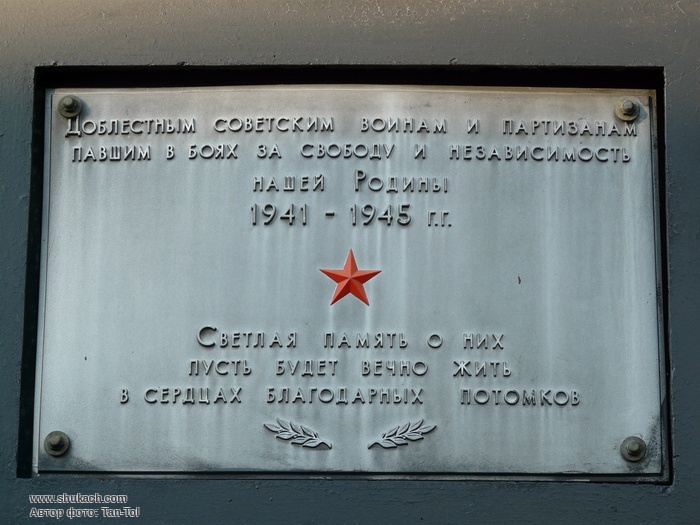 Доблестным советским воинам и партизанам
павшим в боях за свободу и независимость
нашей Родины
1941 - 1945 г.г.
Светлая память о них
пусть будет вечно жить
в сердцах благодарных потомков
www.shukach.com
Автор фото: Tan-Tol